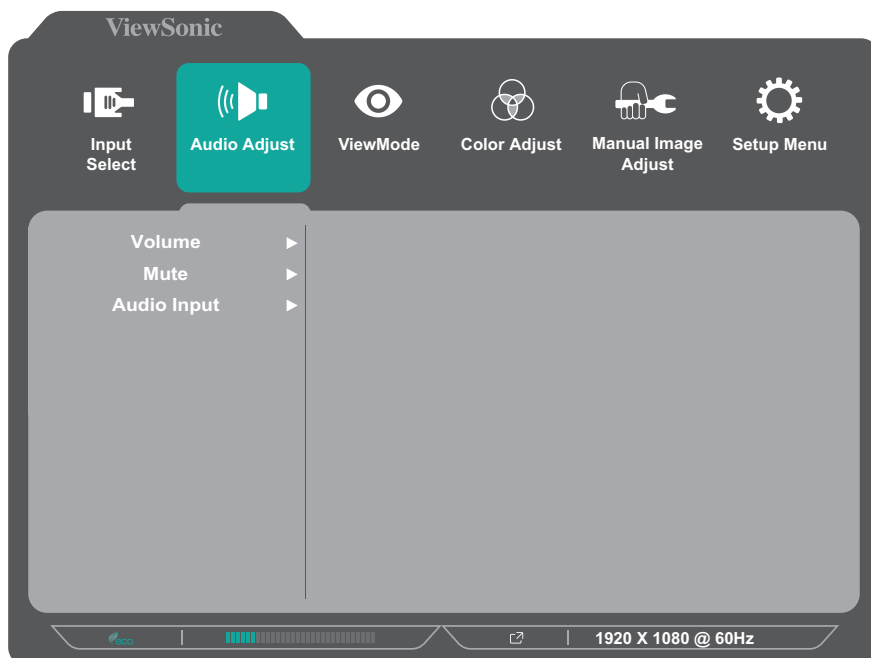 ViewSonic
Input
Select
Audio Adjust
ViewMode
Color Adjust
Manual Image
Adjust
Setup Menu
Volume
Mute
Audio Input
eco
1920 X 1080 @ 60Hz